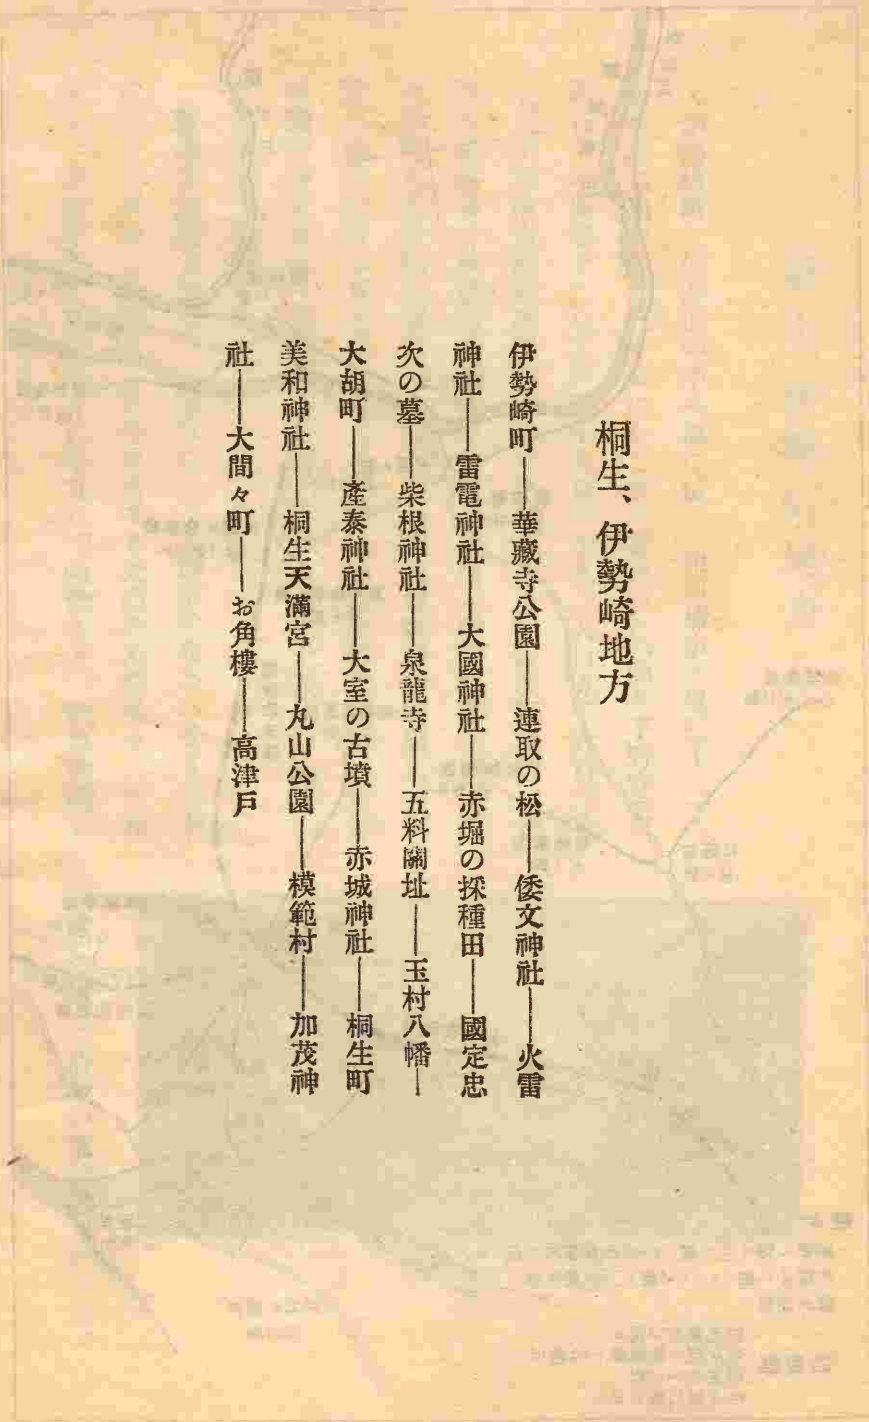 桐生、伊勢崎地方
伊勢崎町――華藏寺公園――連取の松――倭文神社――火雷
神社――雷電神社――大國神社――赤堀の採種田――國定忠
次の墓――柴根神社――泉龍寺――五料關址――玉村八幡―
大胡町――產泰神社――大室の古墳――赤城神社――桐生町
美和神社――桐生天滿宮――丸山公園――模範村――加茂神
社――大間々町――お角樓――高津戶